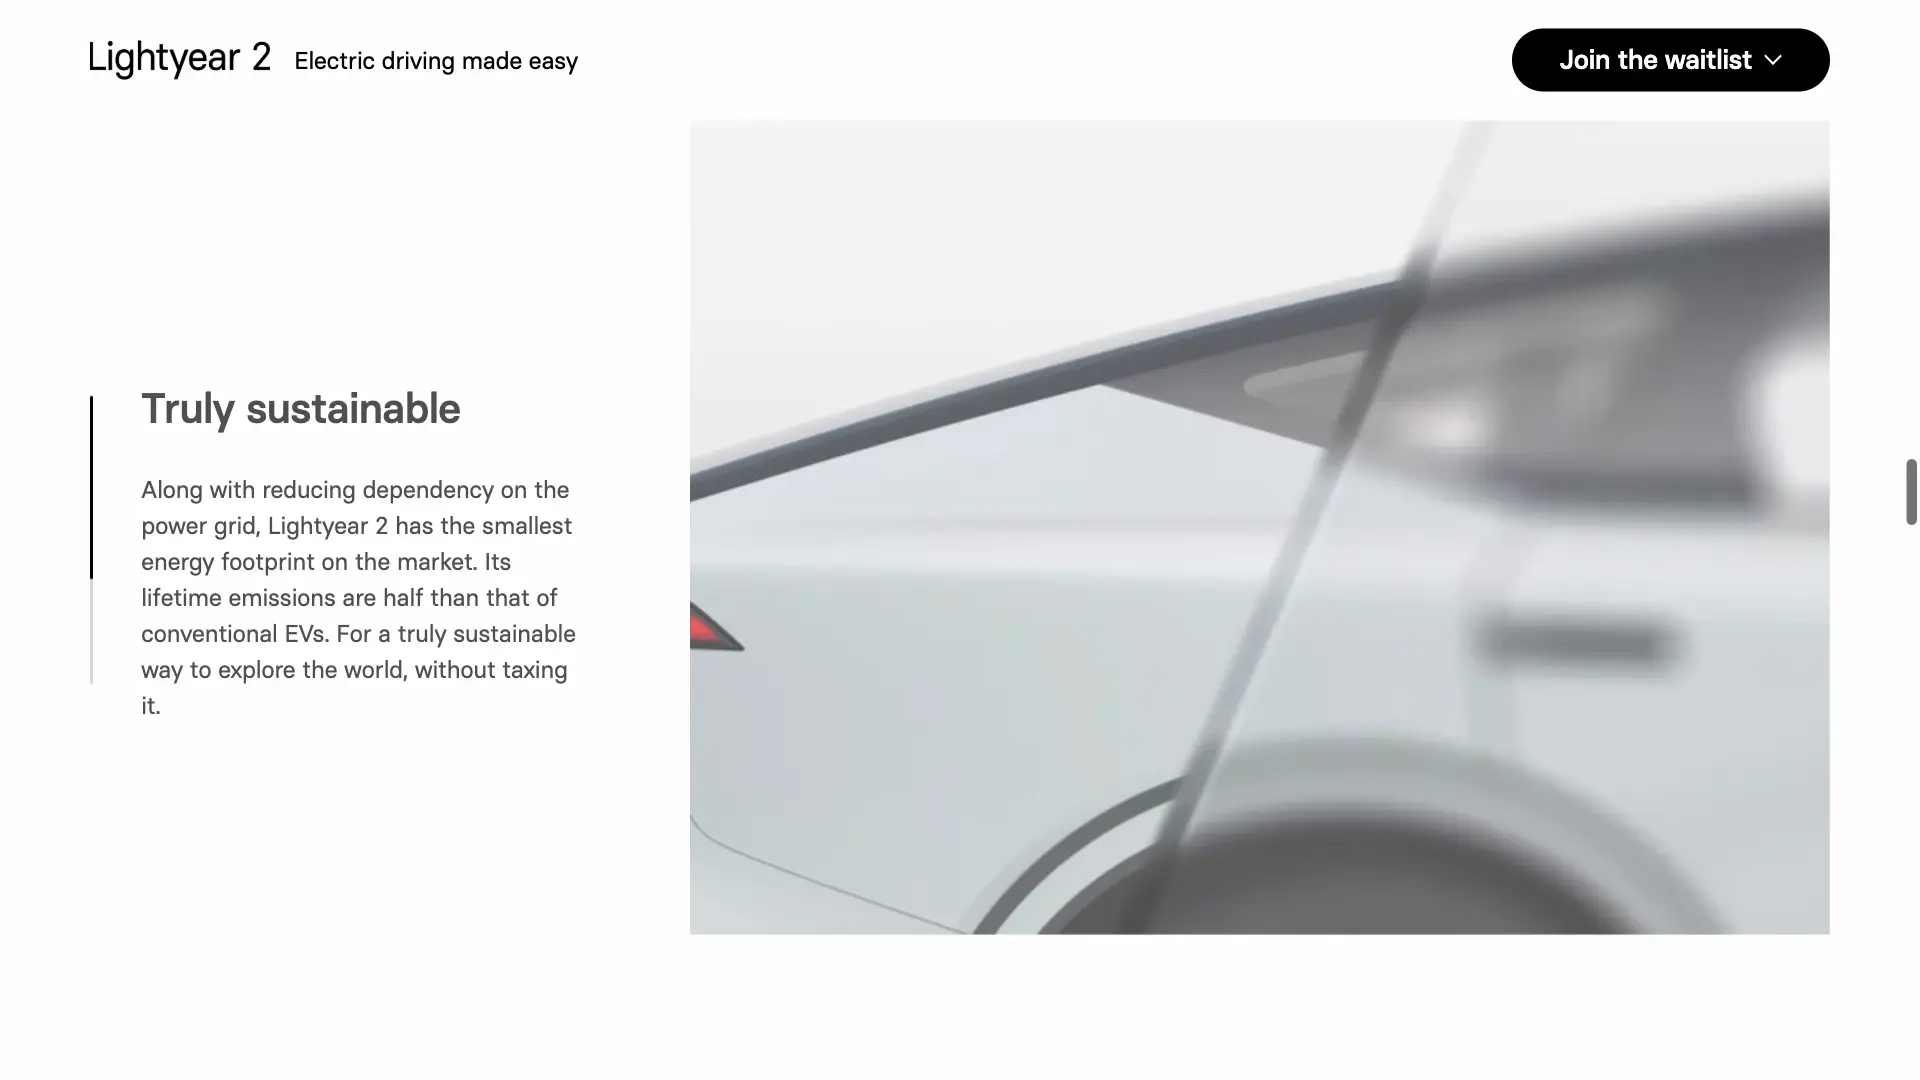 Lightyear 2 Electric driving made easy
Join the waitlist
Truly sustainable
Along with reducing dependency on the
power grid, Lightyear 2 has the smallest
energy footprint on the market. Its
lifetime emissions are half than that of
conventional EVs. For a truly sustainable
way to explore the world, without taxing
it.